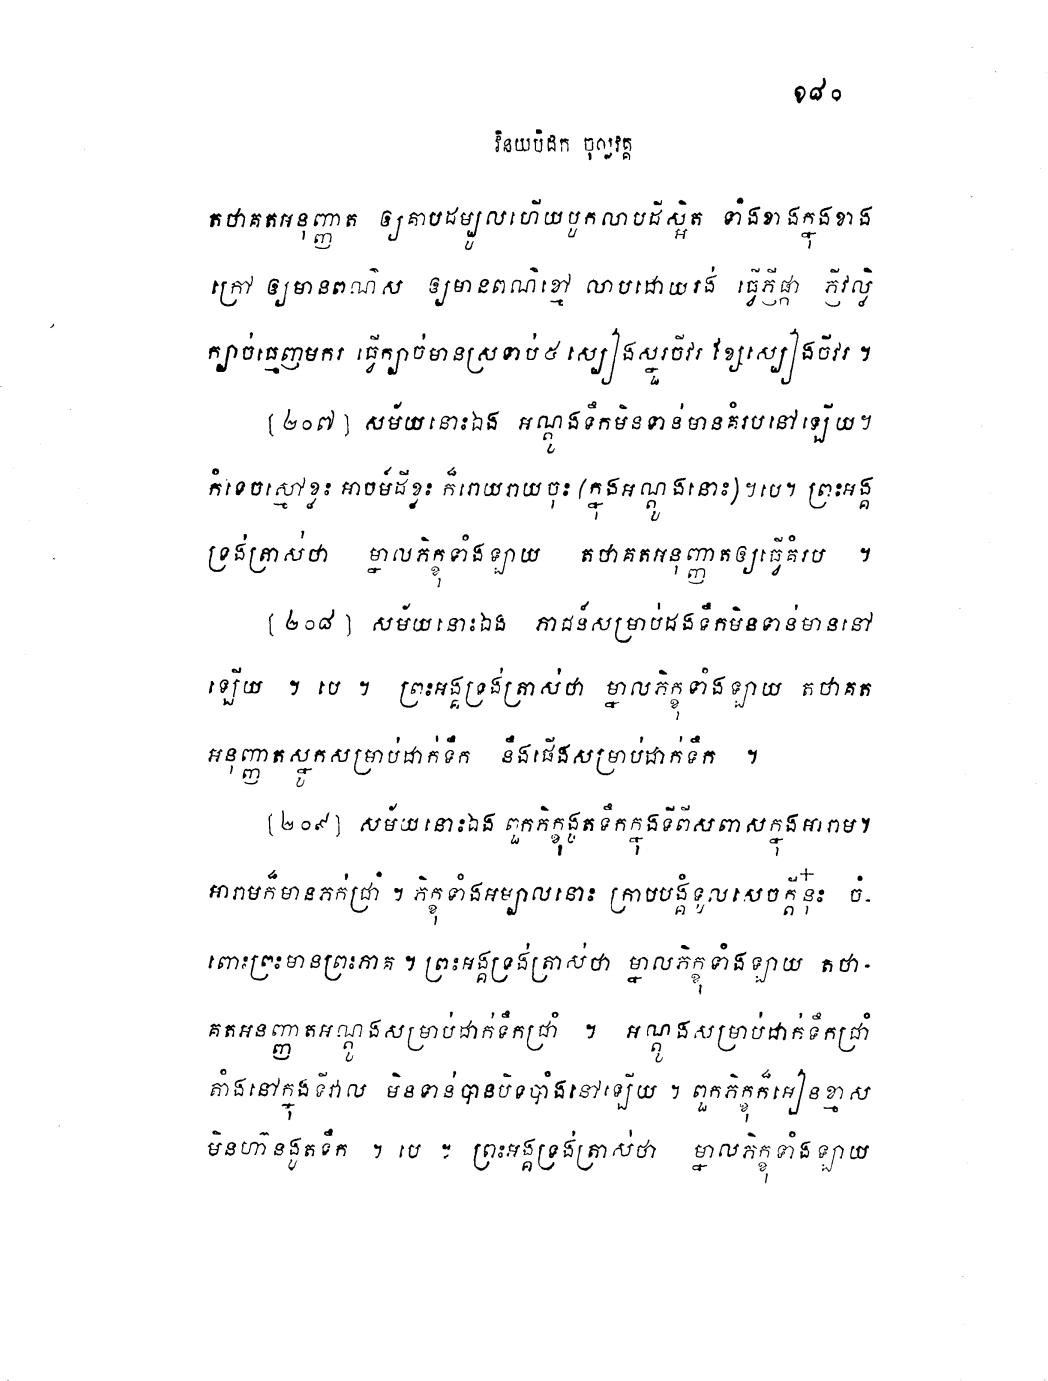 ១៨០
វិនយបិដក ចុល្លវគ្គ
តថាគតអនុញ្ញាត ឲ្យគាបដម្បូលហើយបូកលាបដីស្អិត ទាំងខាងក្នុងខាង
ក្រៅ ឲ្យមានពណ៌ស ឲ្យមានពណ៌ខ្មៅ លាបដោយរង់ ធ្វើភ្ញីផ្កា ភ្ញីវល្លិ៍
ក្បាច់ធ្មេញមករ ធ្វើក្បាច់មានស្រទាប់៥ ស្បៀងស្នួរចីវរ ខ្សែស្បៀងចីវរ ។
[២០៧] សម័យនោះឯង អណ្តូងទឹកមិនទាន់មានគំរបនៅឡើយ។
កំទេចស្មៅខ្លះ អាចម៍ដីខ្លះ ក៏រោយរាយចុះ (ក្នុងអណ្តូងនោះ)។បេ។ ព្រះអង្គ
ទ្រង់ត្រាស់ថា ម្នាលភិក្ខុទាំងឡាយ តថាគតអនុញ្ញាតឲ្យធ្វើគំរប ។
[២០៨] សម័យនោះឯង ភាជន៍សម្រាប់ដងទឹកមិនទាន់មាននៅ
ឡើយ ។ បេ ។ ព្រះអង្គទ្រង់ត្រាស់ថា ម្នាលភិក្ខុទាំងឡាយ តថាគត
អនុញ្ញាតស្នូកសម្រាប់ដាក់ទឹក នឹងផើងសម្រាប់ដាក់ទឹក ។
[២០៩] សម័យនោះឯង ពួកភិក្ខុងូតទឹកក្នុងទីពីសពាសក្នុងអារាម។
អារាមក៏មានភក់ជ្រាំ ។ ភិក្ខុទាំងអម្បាលនោះ ក្រាបបង្គំទូលសេចក្តីនុ៎ះ ចំ-
ពោះព្រះមានព្រះភាគ ។ ព្រះអង្គទ្រង់ត្រាស់ថា ម្នាលភិក្ខុទាំងឡាយ តថា-
គតអនញ្ញាតអណ្តូងសម្រាប់ដាក់ទឹកជ្រាំ ។ អណ្តូងសម្រាប់ដាក់ទឹកជ្រាំ
តាំងនៅក្នុងទីវាល មិនទាន់បានបិទបាំងនៅឡើយ ។ ពួកភិក្ខុក៏អៀនខ្មាស
មិនហ៊ានងូតទឹក ។ បេ ។ ព្រះអង្គទ្រង់ត្រាស់ថា ម្នាលភិក្ខុទាំងឡាយ